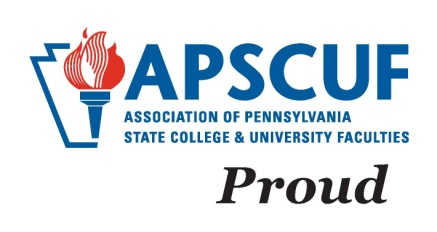 APSCUF
ASSOCIATION OF PENNSYLVANIA
STATE COLLEGE & UNIVERSITY FACULTIES
Proud